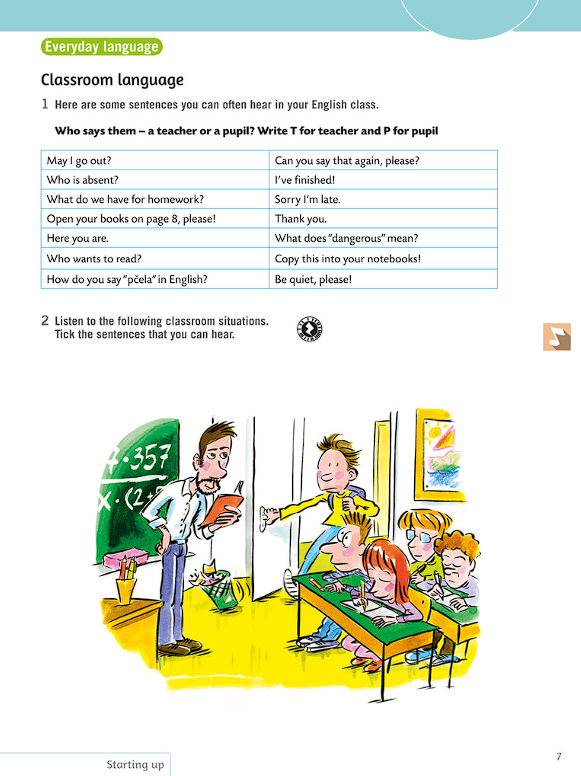 Everyday language
Classroom language
1 Here are some sentences you can often hear in your English class.
Who says them – a teacher or a pupil? Write T for teacher and P for pupil
May I go out? Can you say that again, please?
Who is absent? I've finished!
What do we have for homework? Sorry I'm late.
Open your books on page 8, please! Thank you.
Here you are. What does "dangerous" mean?
Who wants to read? Copy this into your notebooks!
How do you say "pčela" in English? Be quiet, please!
2 Listen to the following classroom situations.
Tick the sentences that you can hear.
7·357
x·(2+
Starting up
7